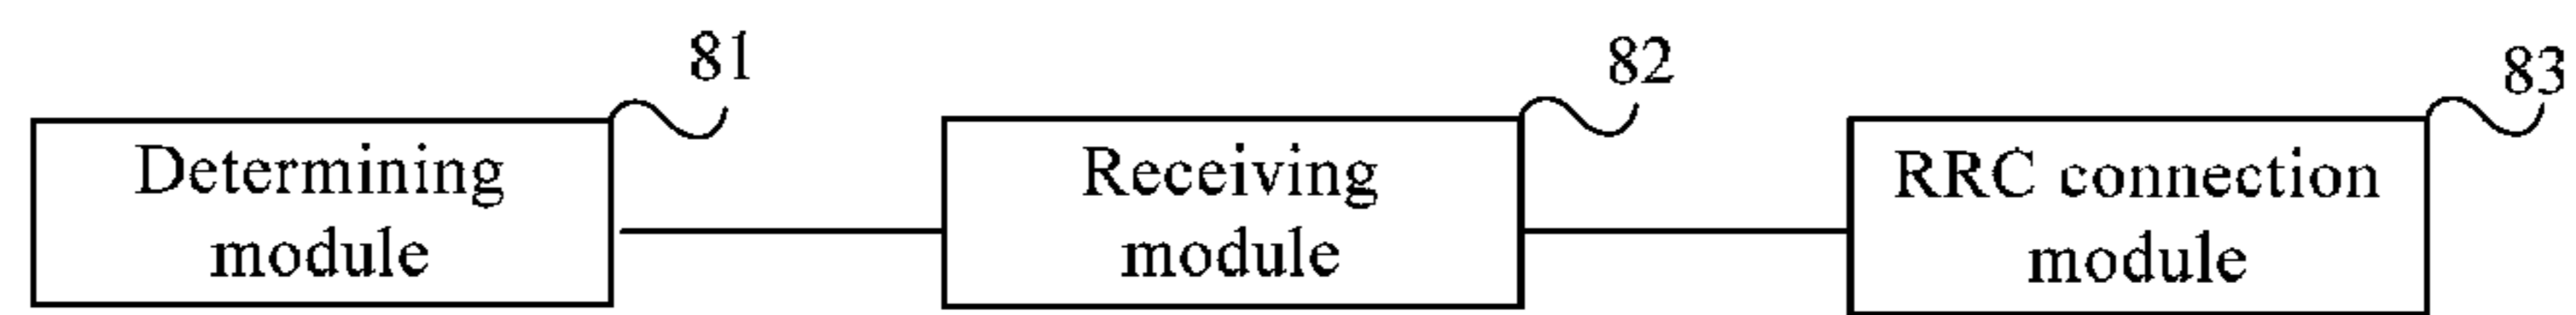 81
82
83
Determining
module
Receiving
module
RRC connection
module